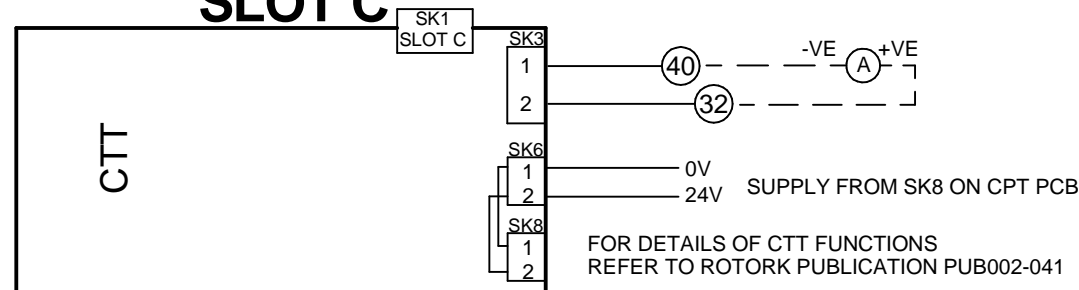 SLOT C
SK1
SLOT C
SK3
1
2
40
32
-VE
A
+VE
CTT
SK6
1
2
0V
24V
SUPPLY FROM SK8 ON CPT PCB
SK8
1
2
FOR DETAILS OF CTT FUNCTIONS
REFER TO ROTORK PUBLICATION PUB002-041